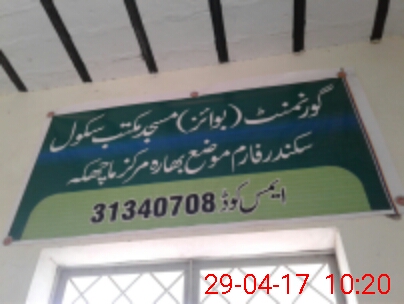 گورنمنٹ (بوائز) مسجد مکتب سکول
سکندر فارم موضع بھارہ مرکز ماچھکہ
ایمس کوڈ 31340708
29-04-17 10:20